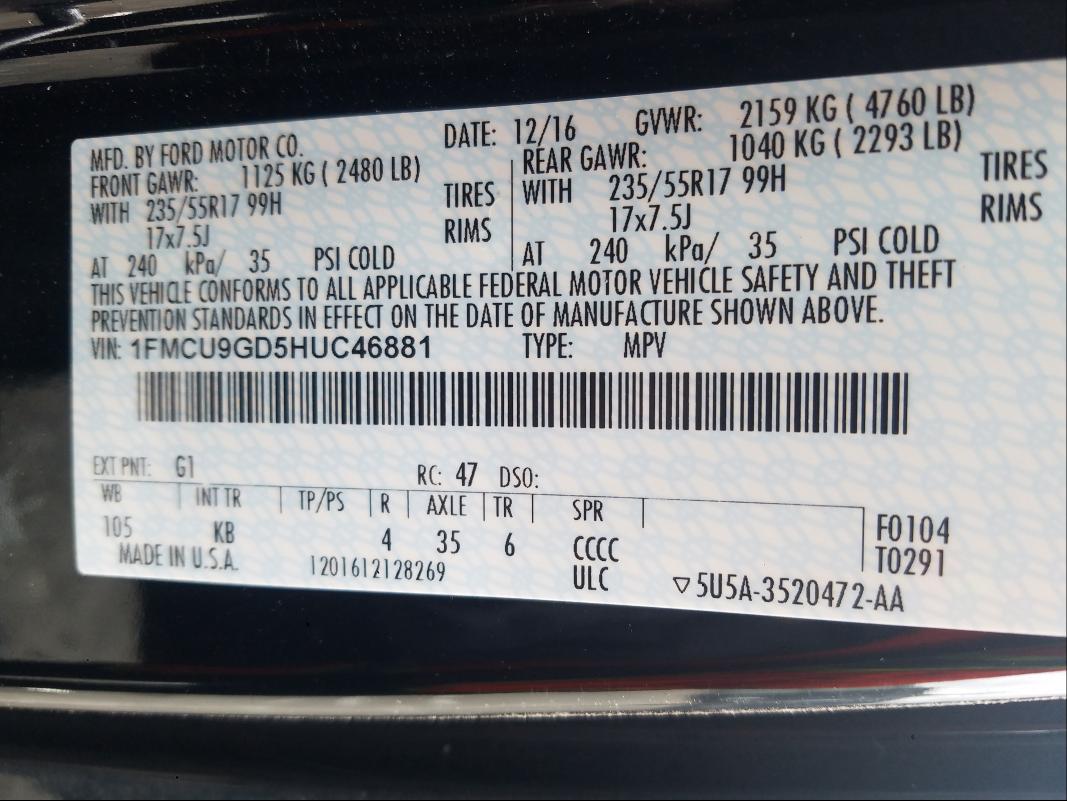 MFD. BY FORD MOTOR CO. DATE: 12/16 GVWR: 2159 KG ( 4760 LB)
FRONT GAWR: 1125 KG ( 2480 LB) REAR GAWR: 1040 KG ( 2293 LB)
WITH 235/55R17 99H TIRES WITH 235/55R17 99H TIRES
17x7.5J RIMS 17x7.5J RIMS
AT 240 kPa/ 35 PSI COLD AT 240 kPa/ 35 PSI COLD
THIS VEHICLE CONFORMS TO ALL APPLICABLE FEDERAL MOTOR VEHICLE SAFETY AND THEFT
PREVENTION STANDARDS IN EFFECT ON THE DATE OF MANUFACTURE SHOWN ABOVE.
VIN: 1FMCU9GD5HUC46881 TYPE: MPV
EXT PNT: G1 RC: 47 DSO:
WB INT TR TP/PS R AXLE TR SPR
105 KB 4 35 6 CCCC F0104
MADE IN U.S.A. 1201612128269 ULC T0291
▽5U5A-3520472-AA